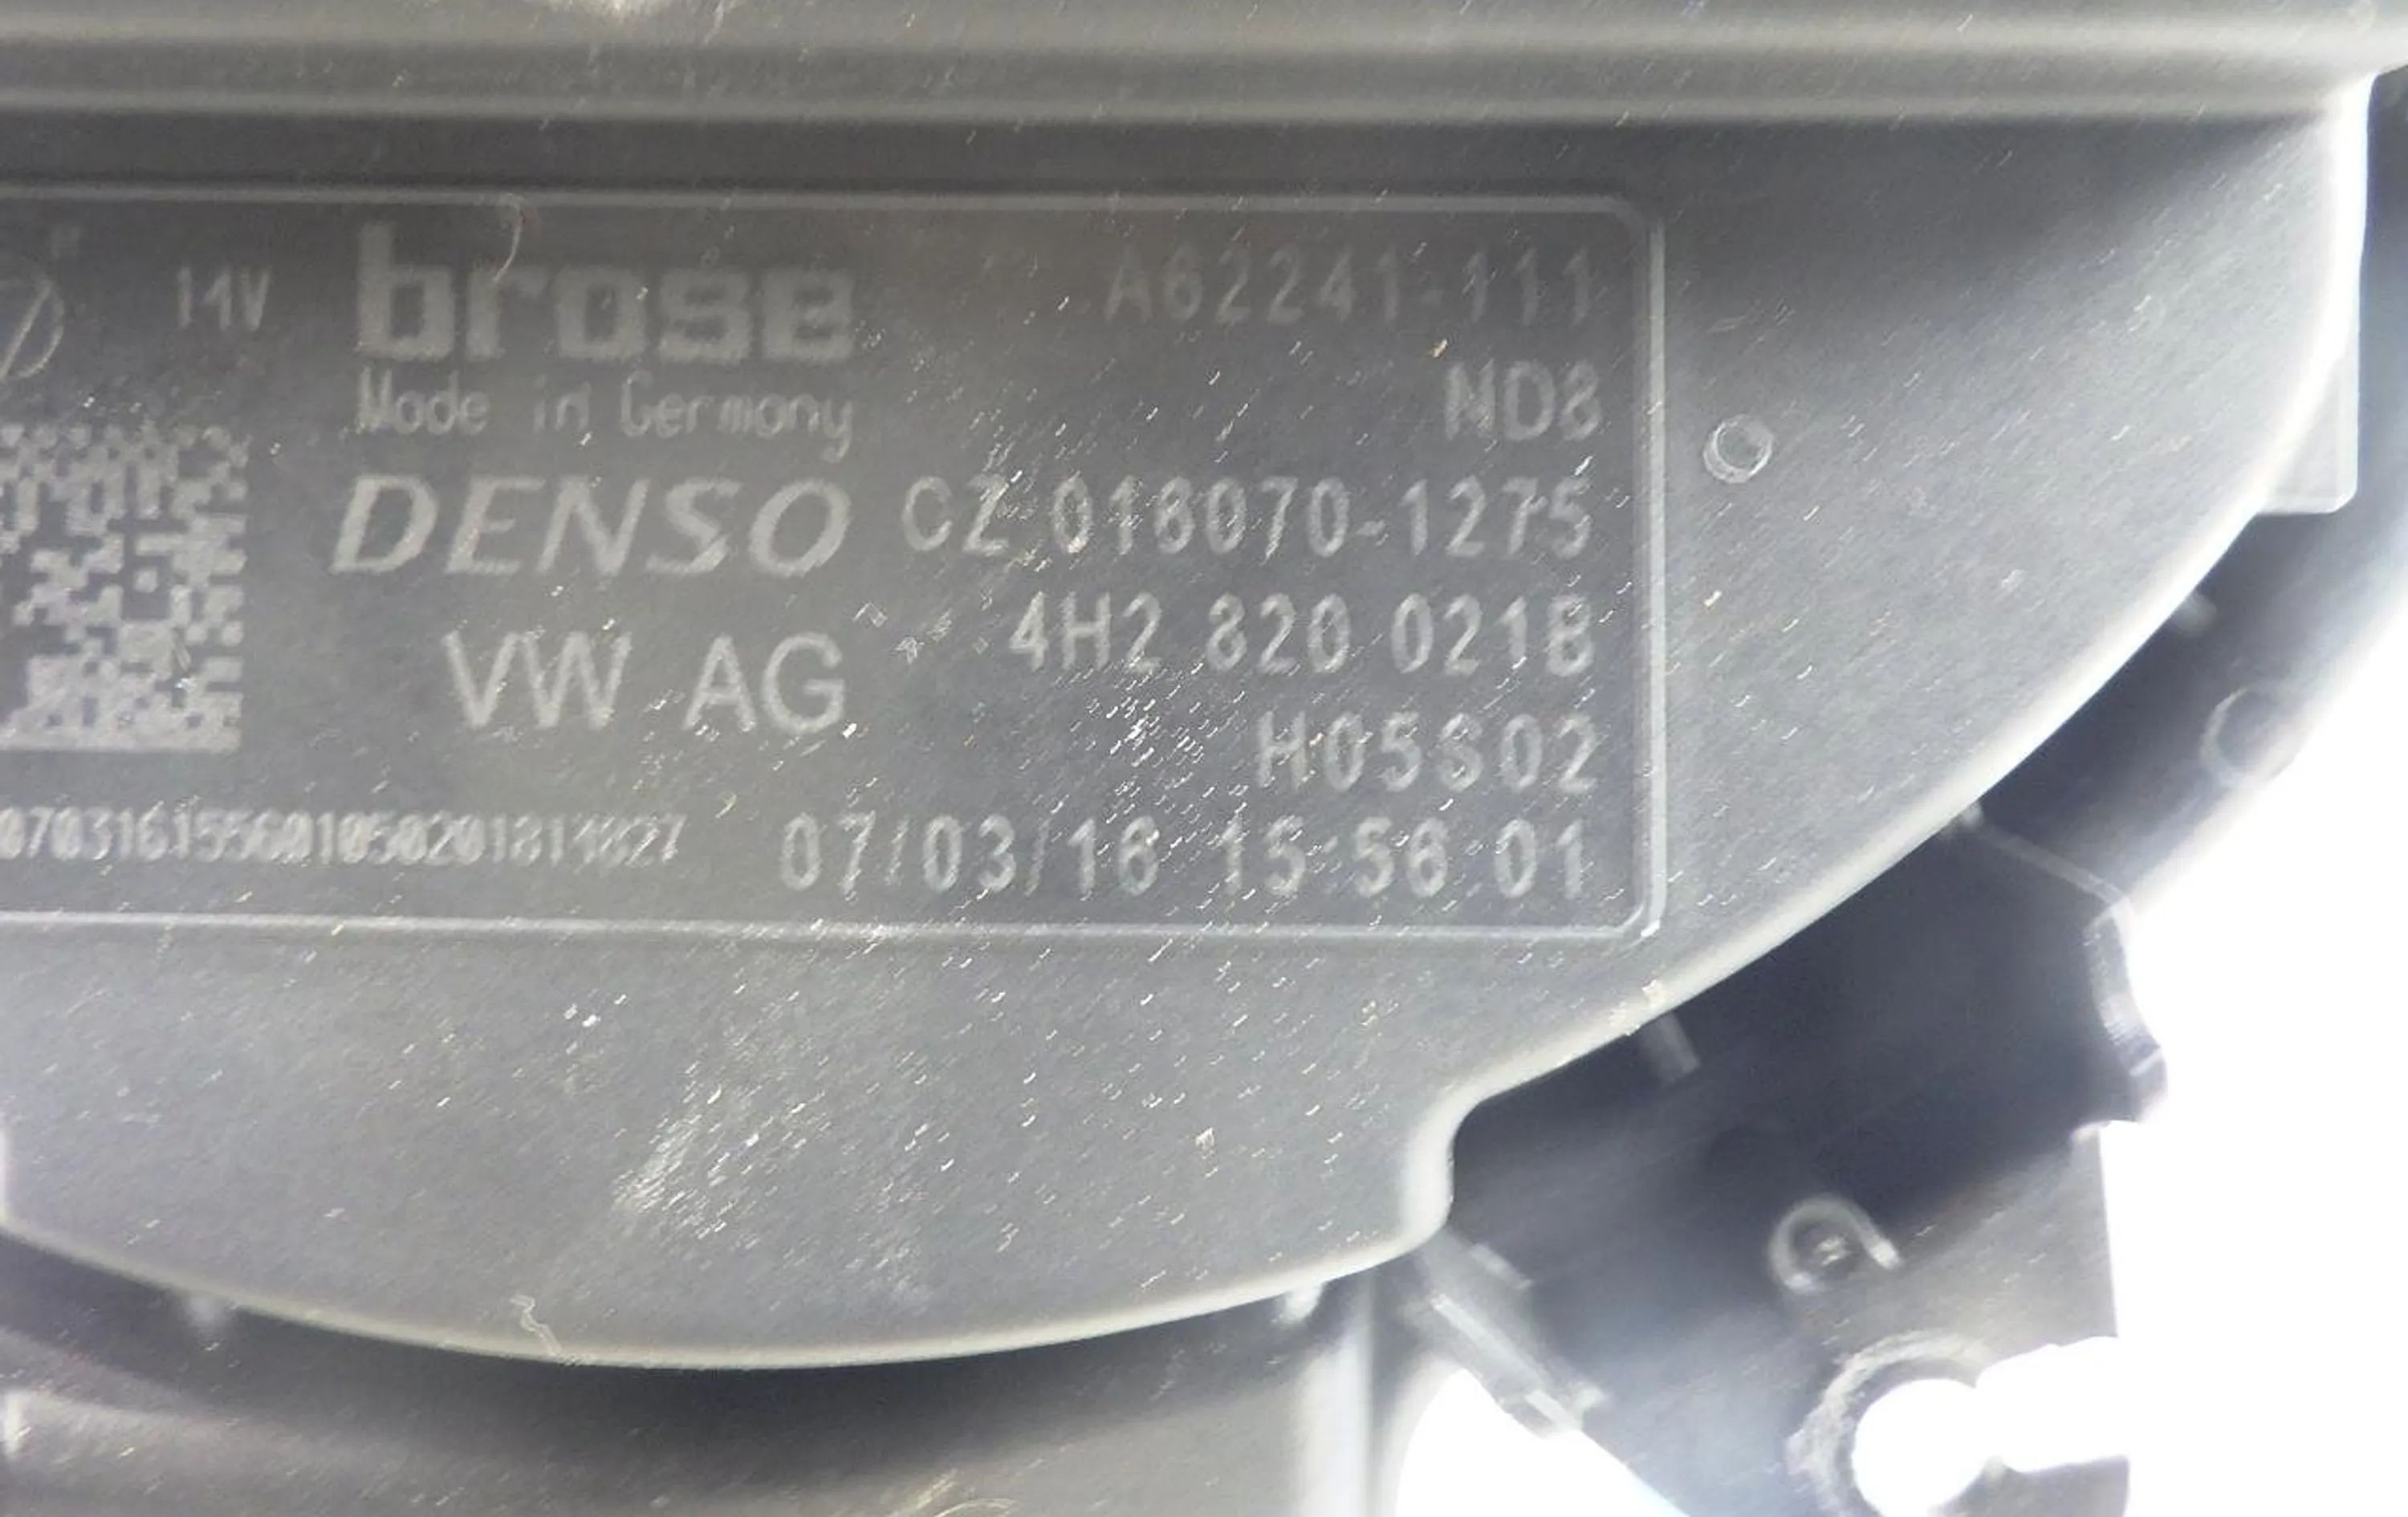 14V brose A62241-111
Made in Germany ND8
DENSO CZ 016070-1275
VW AG 4H2 820 021B
H05S02
07/03/16 15:56:01